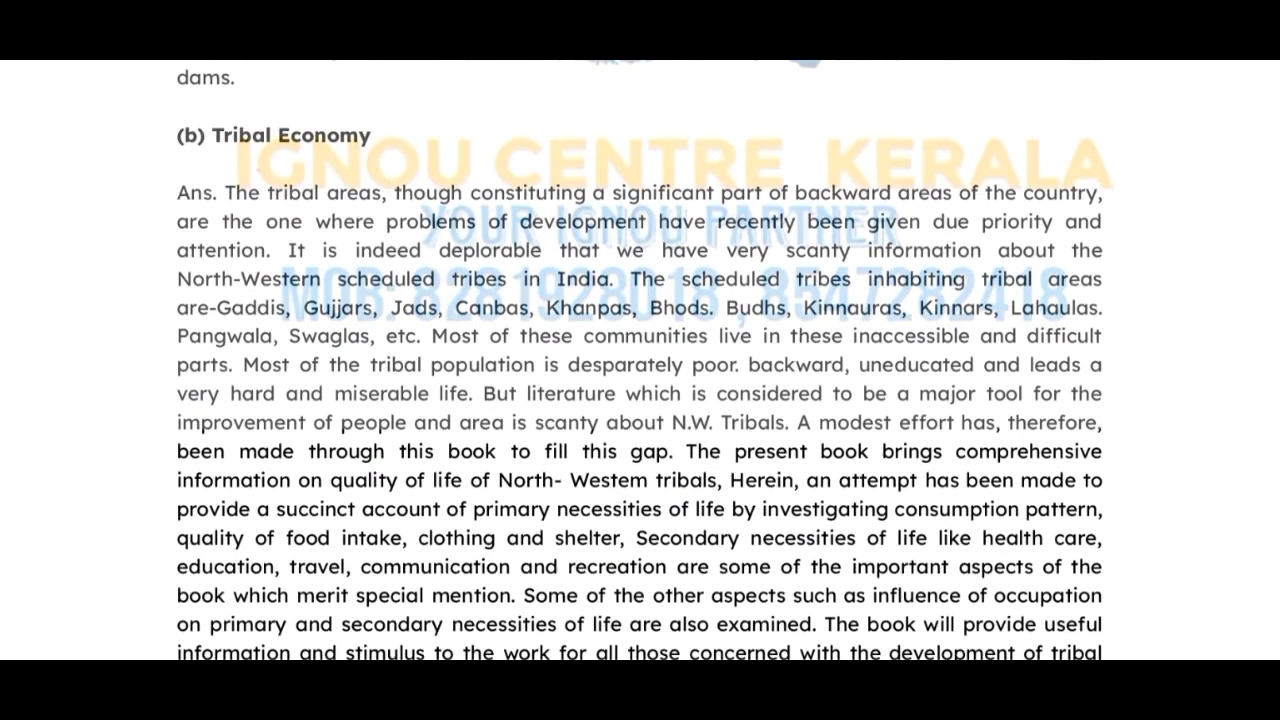 dams.
(b) Tribal Economy
IGNOU CENTRE KERALA
Ans. The tribal areas, though constituting a significant part of backward areas of the country,
YOUR IGNOU PARTNER
are the one where problems of development have recently been given due priority and
attention. It is indeed deplorable that we have very scanty information about the
North-Western scheduled tribes in India. The scheduled tribes inhabiting tribal areas
are-Gaddis, Gujjars, Jads, Canbas, Khanpas, Bhods. Budhs, Kinnauras, Kinnars, Lahaulas.
Pangwala, Swaglas, etc. Most of these communities live in these inaccessible and difficult
parts. Most of the tribal population is desparately poor. backward, uneducated and leads a
very hard and miserable life. But literature which is considered to be a major tool for the
improvement of people and area is scanty about N.W. Tribals. A modest effort has, therefore,
been made through this book to fill this gap. The present book brings comprehensive
information on quality of life of North- Westem tribals, Herein, an attempt has been made to
provide a succinct account of primary necessities of life by investigating consumption pattern,
quality of food intake, clothing and shelter, Secondary necessities of life like health care,
education, travel, communication and recreation are some of the important aspects of the
book which merit special mention. Some of the other aspects such as influence of occupation
on primary and secondary necessities of life are also examined. The book will provide useful
information and stimulus to the work for all those concerned with the development of tribal